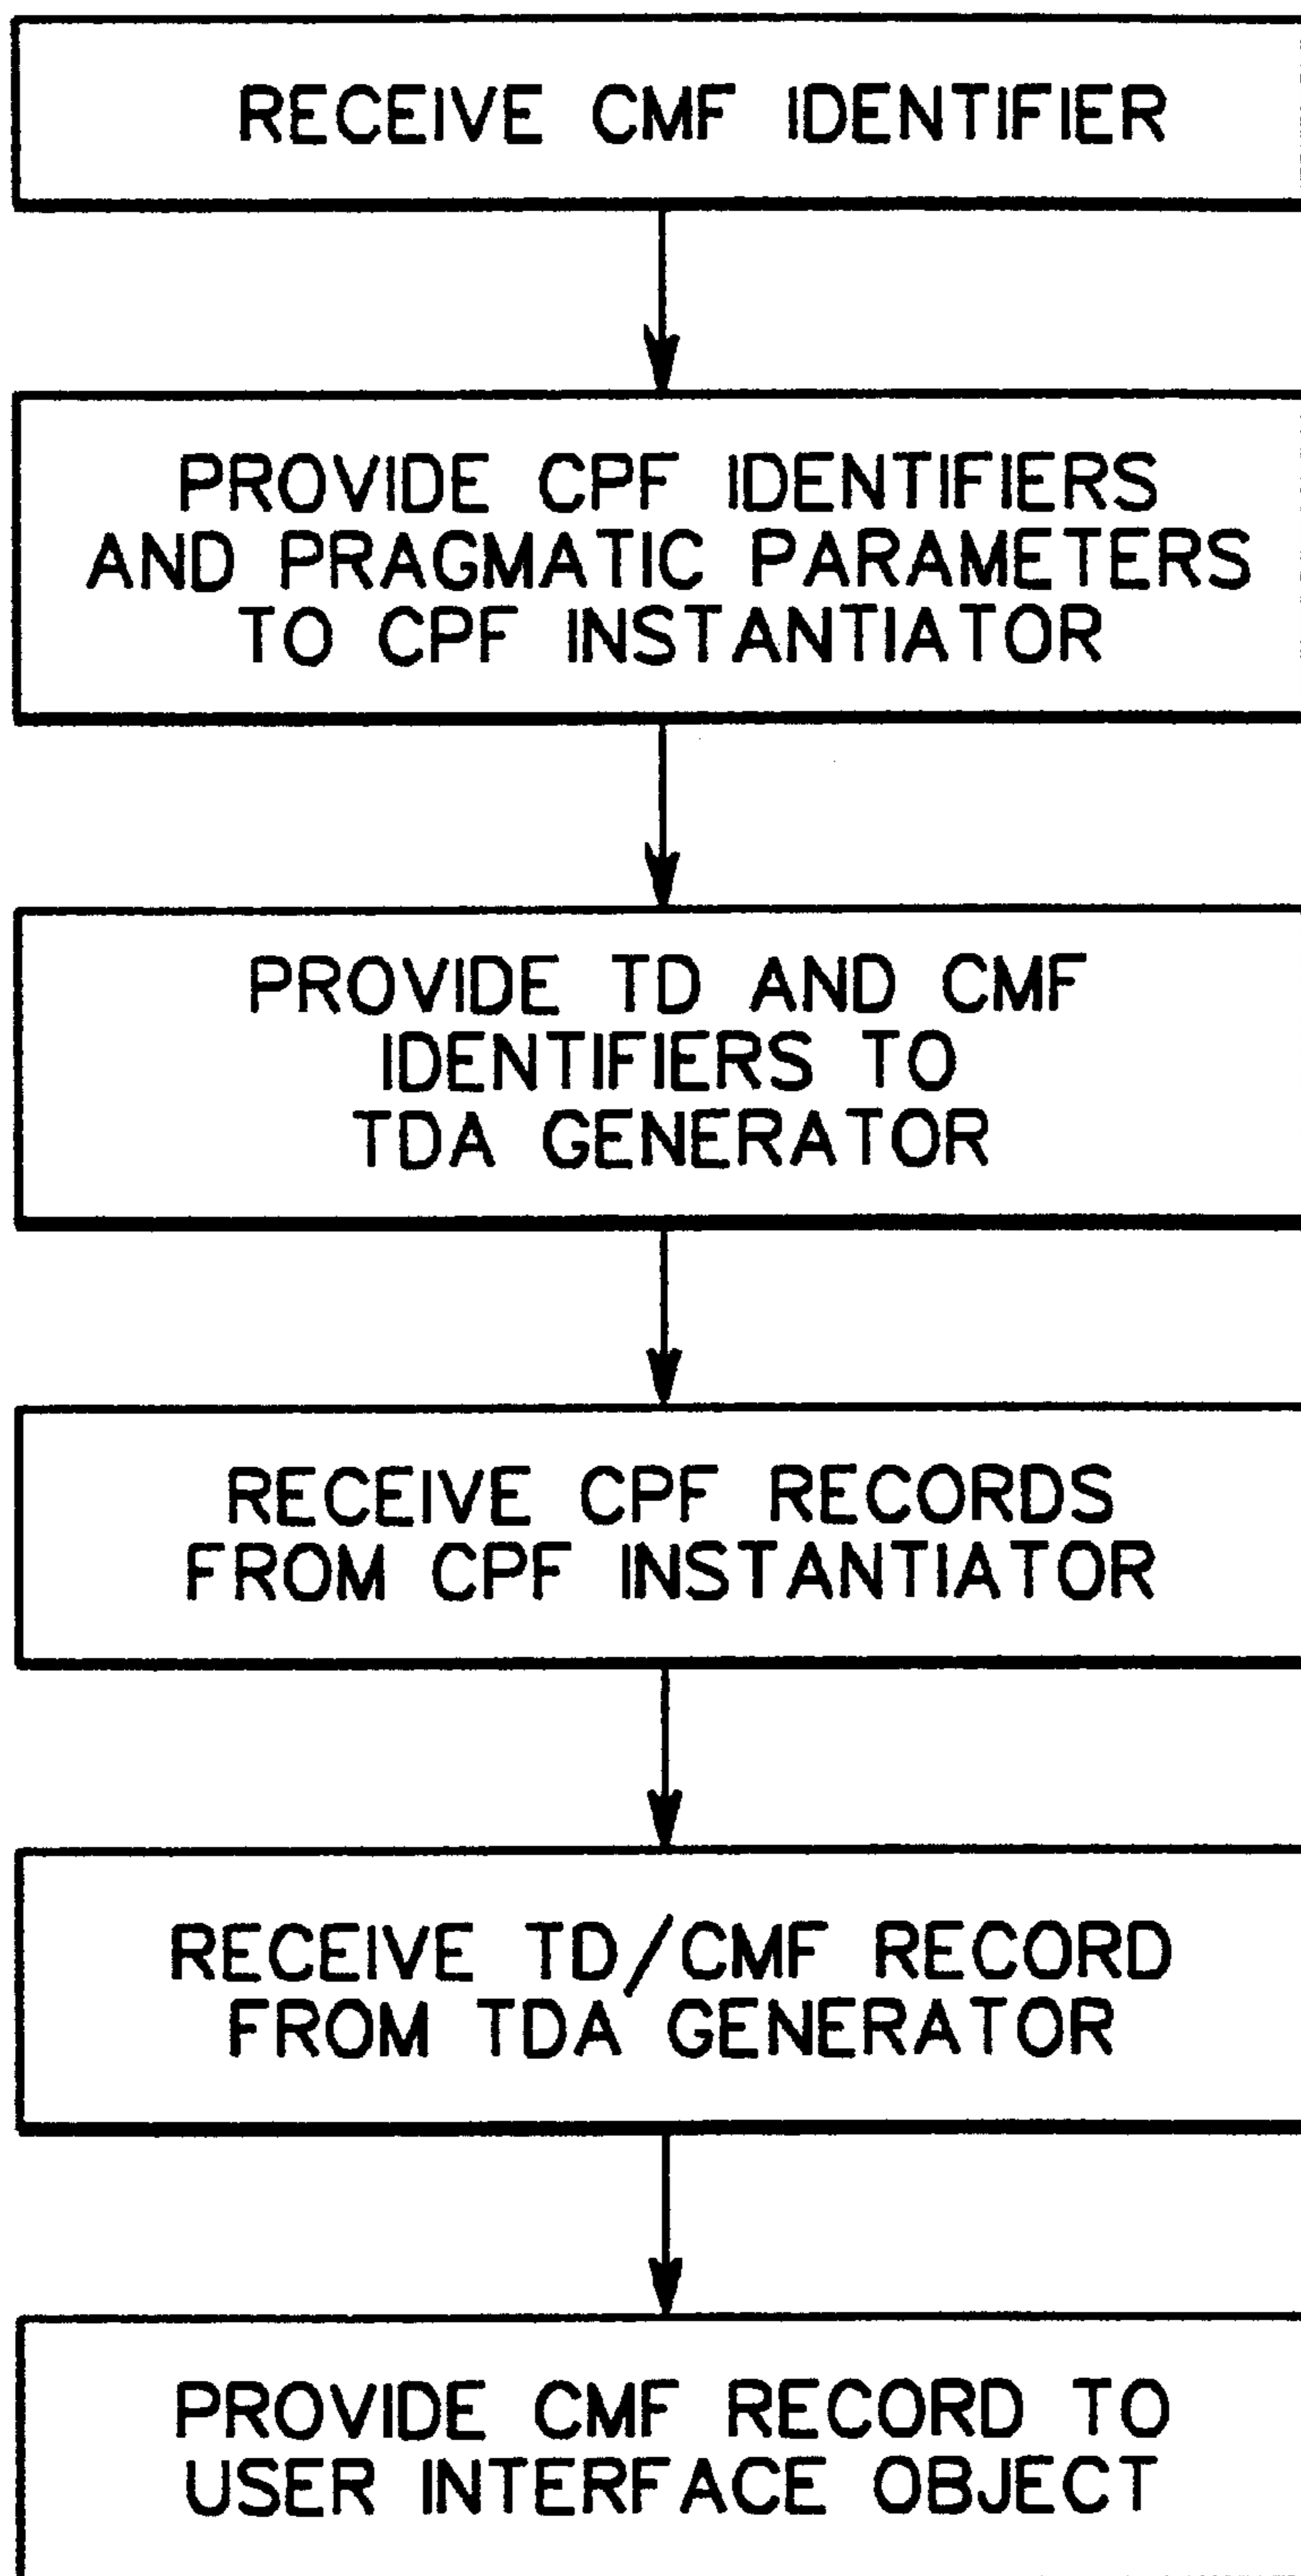 RECEIVE CMF IDENTIFIER
PROVIDE CPF IDENTIFIERS
AND PRAGMATIC PARAMETERS
TO CPF INSTANTIATOR
PROVIDE TD AND CMF
IDENTIFIERS TO
TDA GENERATOR
RECEIVE CPF RECORDS
FROM CPF INSTANTIATOR
RECEIVE TD/CMF RECORD
FROM TDA GENERATOR
PROVIDE CMF RECORD TO
USER INTERFACE OBJECT